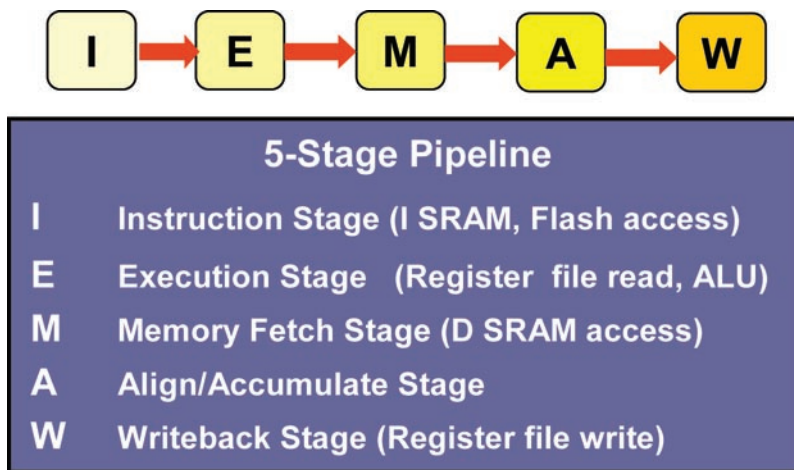 I E M A W
5-Stage Pipeline
I Instruction Stage (I SRAM, Flash access)
E Execution Stage (Register file read, ALU)
M Memory Fetch Stage (D SRAM access)
A Align/Accumulate Stage
W Writeback Stage (Register file write)